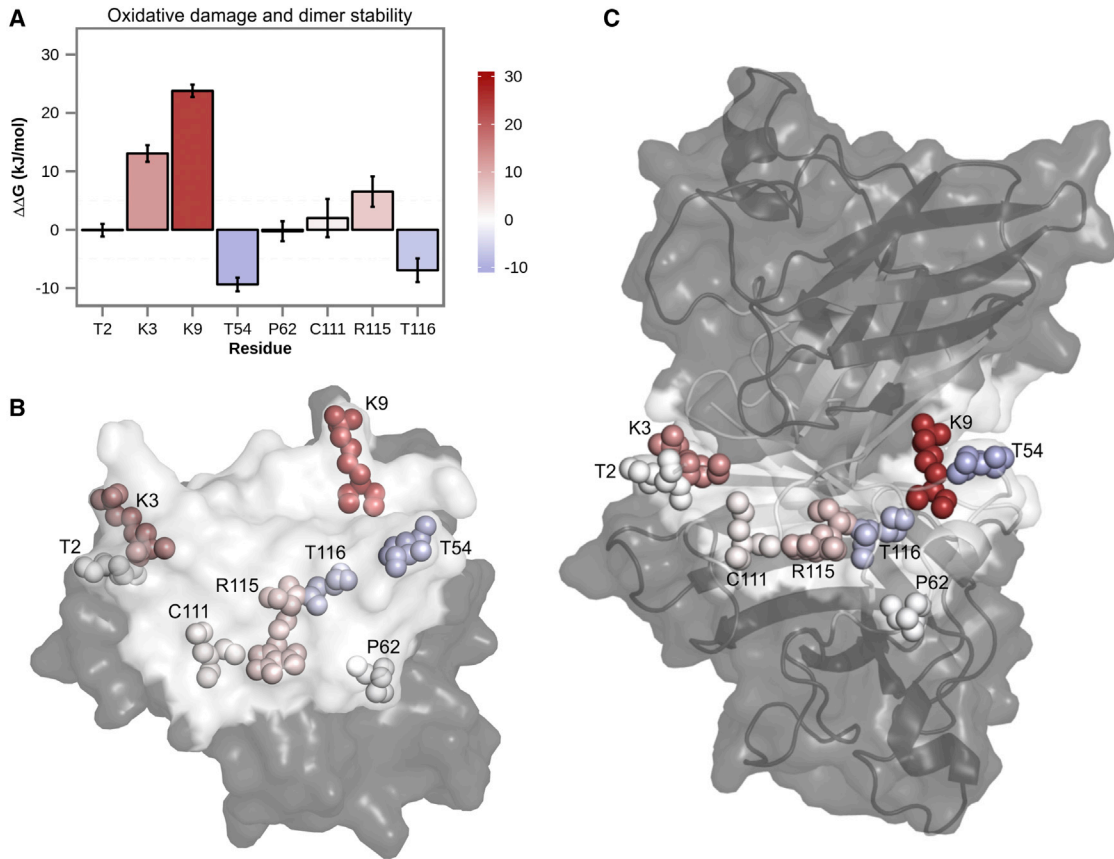 A
Oxidative damage and dimer stability
ΔΔG (kJ/mol)
30
20
10
0
-10
T2 K3 K9 T54 P62 C111 R115 T116
Residue
30
20
10
0
-10
B
K9
K3
T2
T116
T54
R115
C111
P62
C
K3
K9
T2
T54
C111
R115
T116
P62